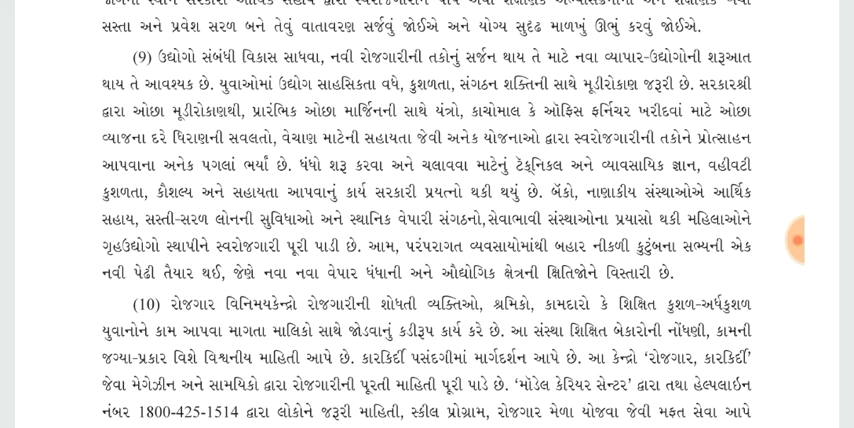 સસ્તા અને પ્રવેશ સરળ બને તેવું વાતાવરણ સર્જવું જોઈએ અને યોગ્ય સુદૃઢ માળખું ઊભું કરવું જોઈએ.
(9) ઉદ્યોગો સંબંધી વિકાસ સાધવા, નવી રોજગારીની તકોનું સર્જન થાય તે માટે નવા વ્યાપાર-ઉદ્યોગોની શરૂઆત
થાય તે આવશ્યક છે. યુવાઓમાં ઉદ્યોગ સાહસિકતા વધે, કુશળતા, સંગઠન શક્તિની સાથે મૂડીરોકાણ જરૂરી છે. સરકારશ્રી
દ્વારા ઓછા મૂડીરોકાણથી, પ્રારંભિક ઓછા માર્જિનની સાથે યંત્રો, કાચોમાલ કે ઑફિસ ફર્નિચર ખરીદવાં માટે ઓછા
વ્યાજના દરે ધિરાણની સવલતો, વેચાણ માટેની સહાયતા જેવી અનેક યોજનાઓ દ્વારા સ્વરોજગારીની તકોને પ્રોત્સાહન
આપવાના અનેક પગલાં ભર્યાં છે. ધંધો શરૂ કરવા અને ચલાવવા માટેનું ટૅક્નિકલ અને વ્યાવસાયિક જ્ઞાન, વહીવટી
કુશળતા, કૌશલ્ય અને સહાયતા આપવાનું કાર્ય સરકારી પ્રયત્નો થકી થયું છે. બૅંકો, નાણાકીય સંસ્થાઓએ આર્થિક
સહાય, સસ્તી-સરળ લોનની સુવિધાઓ અને સ્થાનિક વેપારી સંગઠનો,સેવાભાવી સંસ્થાઓના પ્રયાસો થકી મહિલાઓને
ગૃહઉદ્યોગો સ્થાપીને સ્વરોજગારી પૂરી પાડી છે. આમ, પરંપરાગત વ્યવસાયોમાંથી બહાર નીકળી કુટુંબના સભ્યની એક
નવી પેઢી તૈયાર થઈ, જેણે નવા નવા વેપાર ધંધાની અને ઔદ્યોગિક ક્ષેત્રની ક્ષિતિજોને વિસ્તારી છે.
(10) રોજગાર વિનિમયકેન્દ્રો રોજગારીની શોધતી વ્યક્તિઓ, શ્રમિકો, કામદારો કે શિક્ષિત કુશળ-અર્ધકુશળ
યુવાનોને કામ આપવા માગતા માલિકો સાથે જોડવાનું કડીરૂપ કાર્ય કરે છે. આ સંસ્થા શિક્ષિત બેકારોની નોંધણી, કામની
જગ્યા-પ્રકાર વિશે વિશ્વનીય માહિતી આપે છે. કારકિર્દી પસંદગીમાં માર્ગદર્શન આપે છે. આ કેન્દ્રો ‘રોજગાર, કારકિર્દી’
જેવા મેગેઝીન અને સામયિકો દ્વારા રોજગારીની પૂરતી માહિતી પૂરી પાડે છે. ‘મૉડેલ કેરિયર સેન્ટર’ દ્વારા તથા હેલ્પલાઇન
નંબર 1800-425-1514 દ્વારા લોકોને જરૂરી માહિતી, સ્કીલ પ્રોગ્રામ, રોજગાર મેળા યોજવા જેવી મફત સેવા આપે